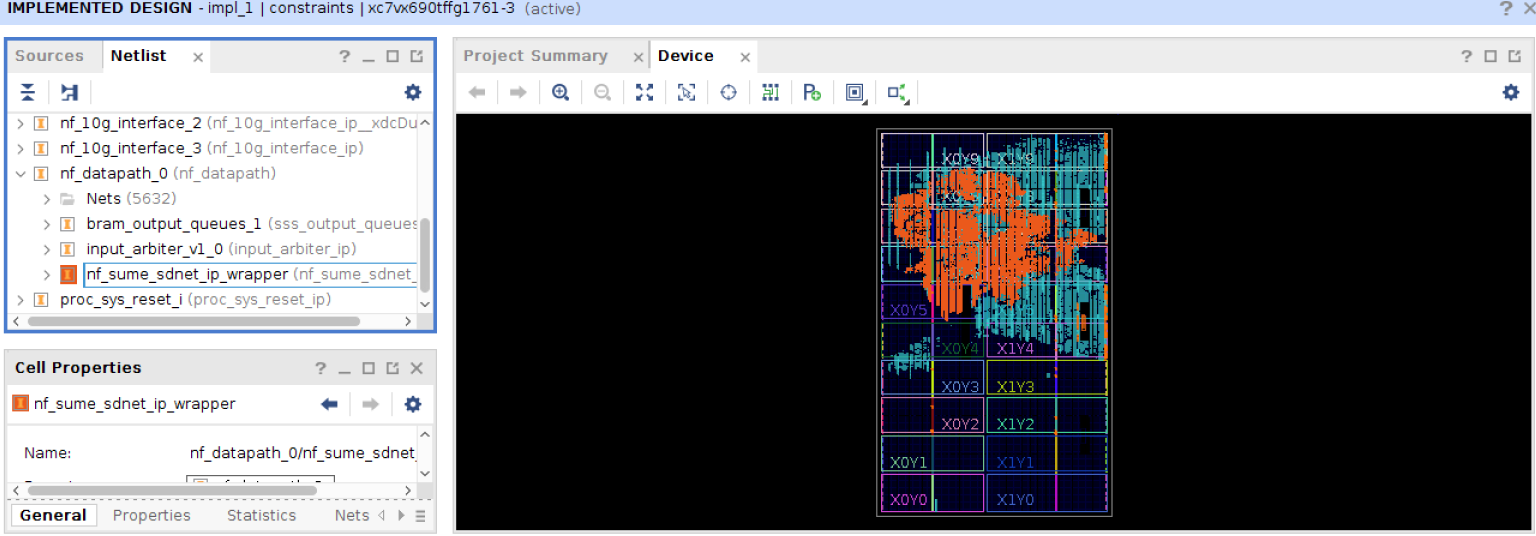 IMPLEMENTED DESIGN - impl_1 | constraints | xc7vx690tffg1761-3 (active)
Sources Netlist
nf_10g_interface_2 (nf_10g_interface_ip__xdcDu
nf_10g_interface_3 (nf_10g_interface_ip)
nf_datapath_0 (nf_datapath)
Nets (5632)
bram_output_queues_1 (sss_output_queues
input_arbiter_v1_0 (input_arbiter_ip)
nf_sume_sdnet_ip_wrapper (nf_sume_sdnet_
proc_sys_reset_i (proc_sys_reset_ip)
Cell Properties
nf_sume_sdnet_ip_wrapper
Name: nf_datapath_0/nf_sume_sdnet_
General Properties Statistics Nets
Project Summary Device
X0Y9 X1Y9
X0Y5
X0Y4 X1Y4
X0Y3 X1Y3
X0Y2 X1Y2
X0Y1 X1Y1
X0Y0 X1Y0